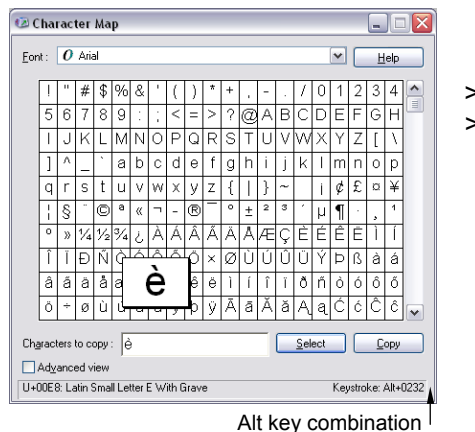 Character Map
Font : O Arial Help
! " # $ % & ' ( ) * + , - . / 0 1 2 3 4
5 6 7 8 9 : ; < = > ? @ A B C D E F G H
I J K L M N O P Q R S T U V W X Y Z [ \
] ^ _ ` a b c d e f g h i j k l m n o p
q r s t u v w x y z { | } ~ ¡ ¢ £ ¤ ¥
¦ § ¨ © ª « ¬ - ® ¯ ° ± ² ³ ´ µ ¶ · ¸ ¹
º » ¼ ½ ¾ ¿ À Á Â Ã Ä Å Æ Ç È É Ê Ë Ì Í
Î Ï Ð Ñ Ò × Ø Ù Ú Û Ü Ý Þ ß à á
â ã ä å è ê ë ì í î ï ð ñ ò ó ô õ
ö ÷ ø ù ÿ Ā ā Ă ă Ą ą Ć ć Ĉ ĉ
Characters to copy : è Select Copy
Advanced view
U+00E8: Latin Small Letter E With Grave Keystroke: Alt+0232
Alt key combination
>
>